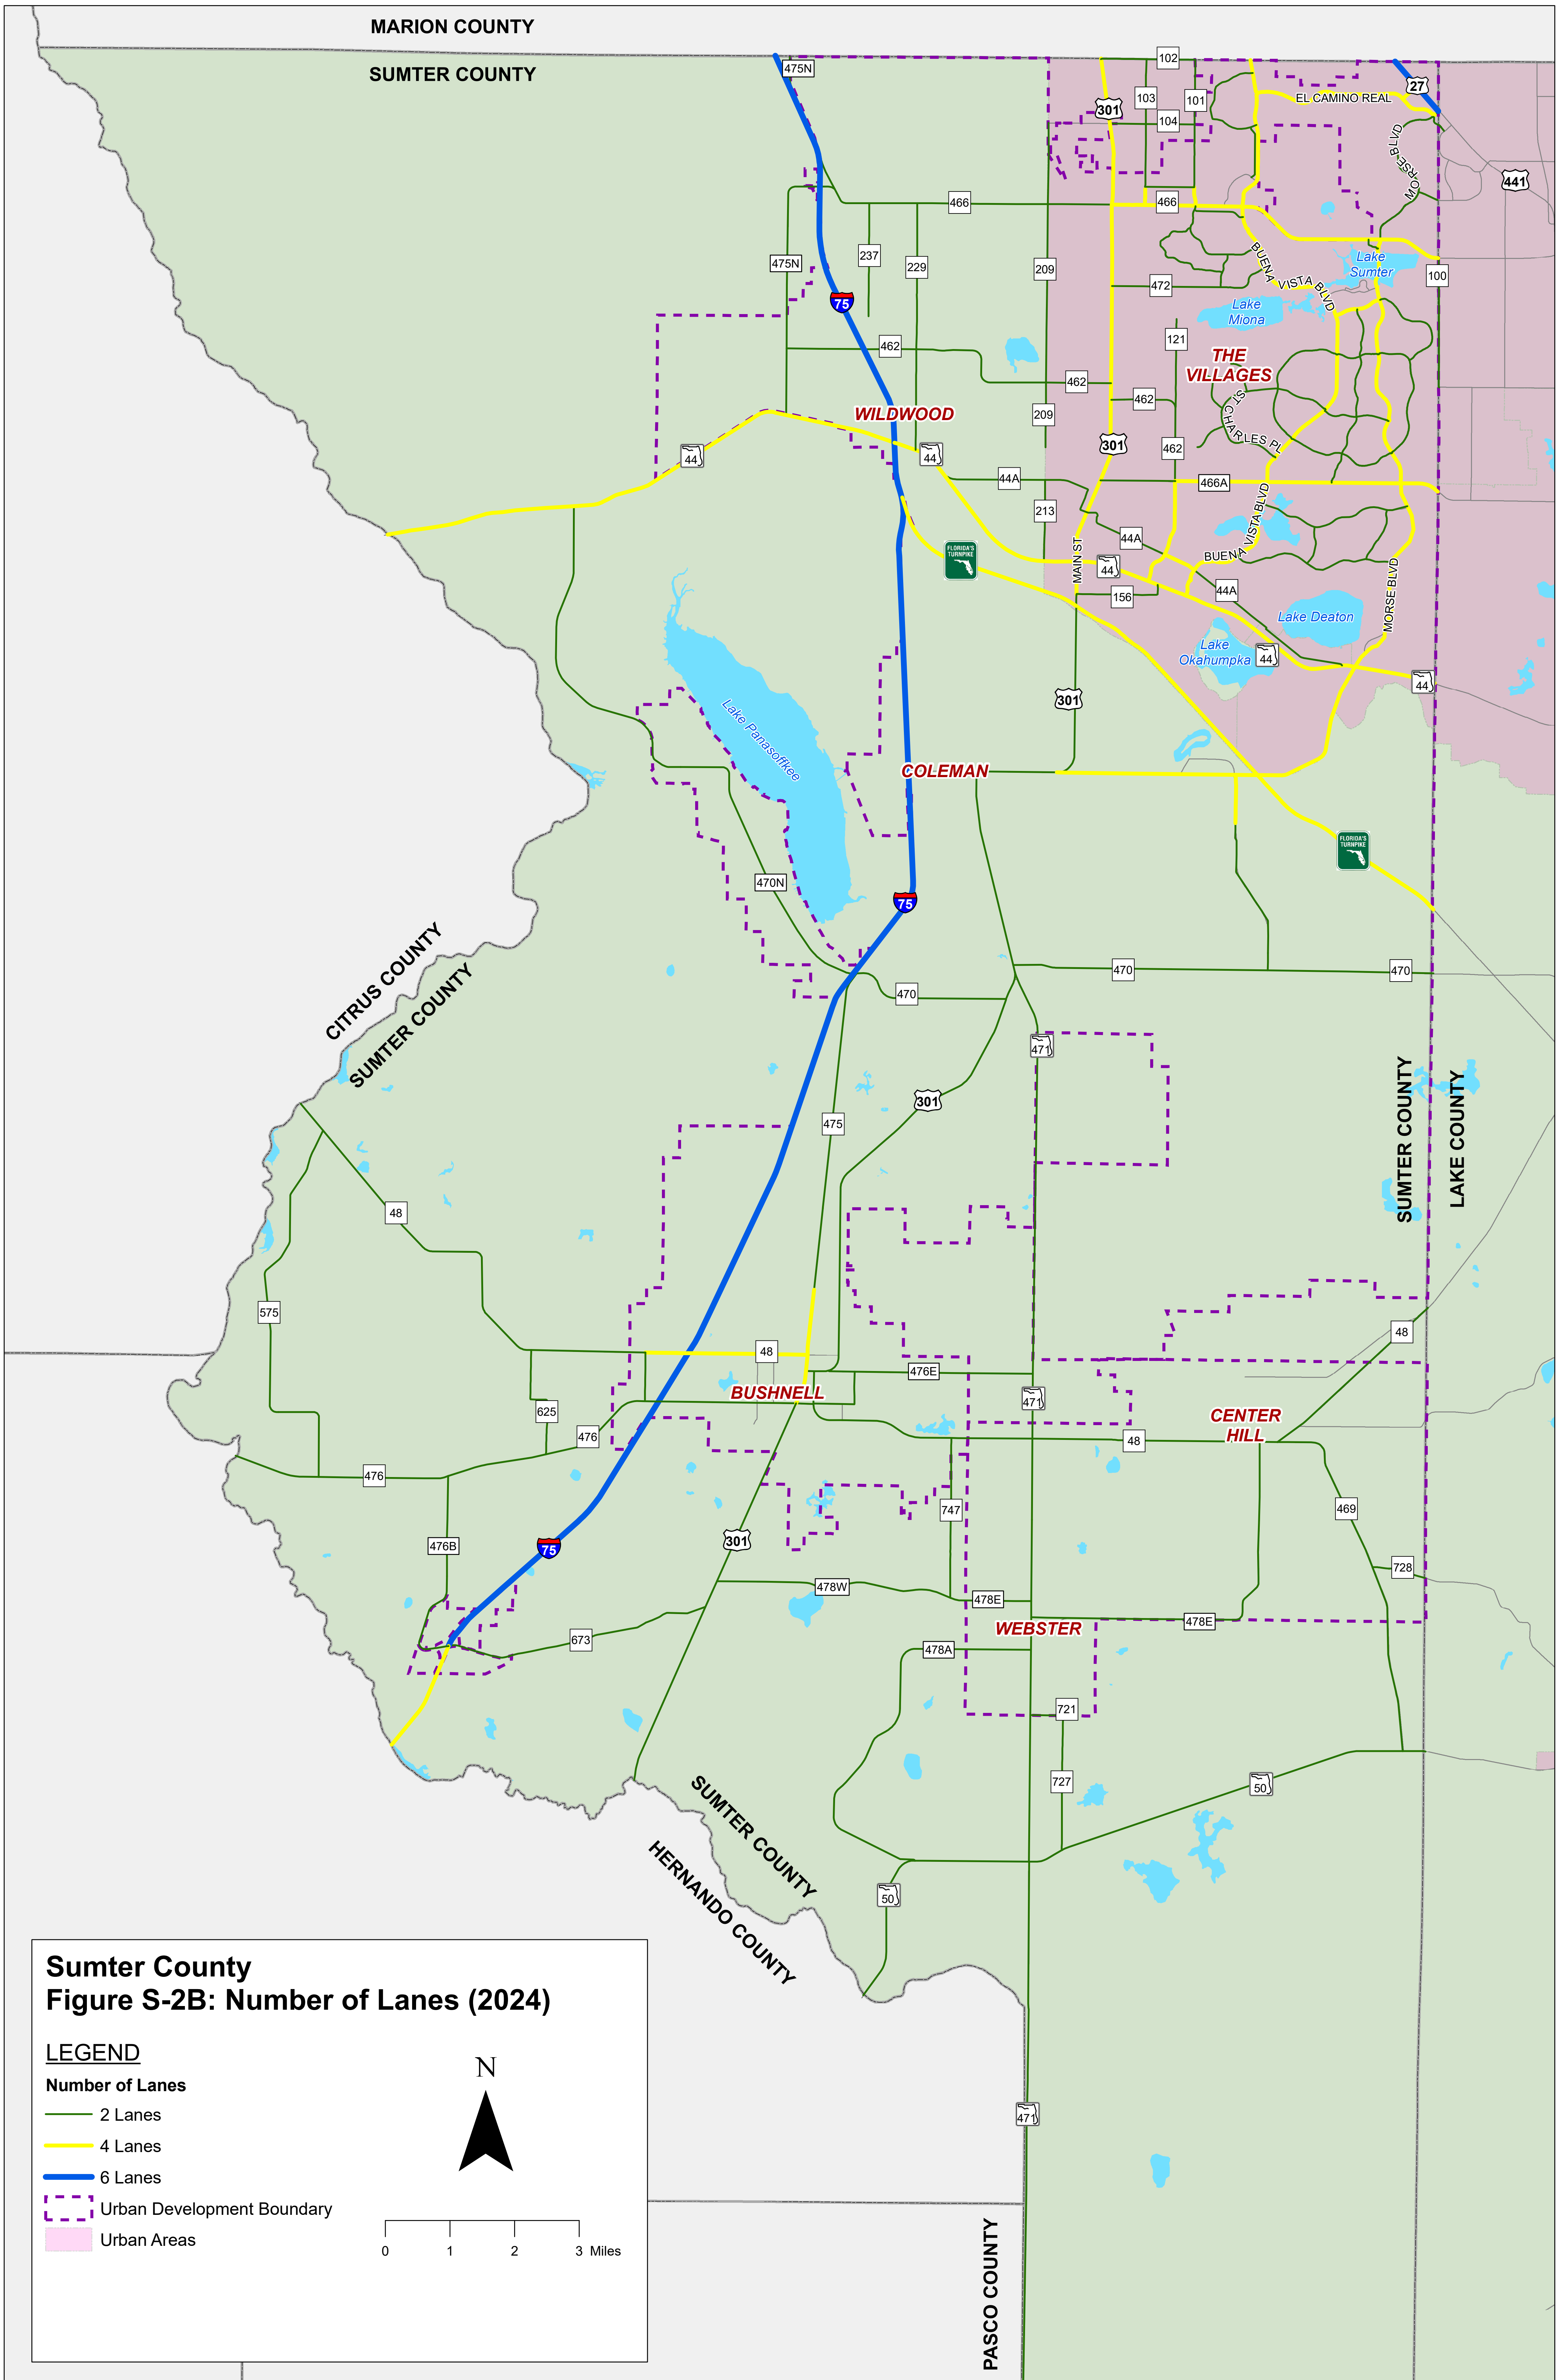 MARION COUNTY
SUMTER COUNTY
475N
102
27
103
101
EL CAMINO REAL
301
104
MORSE BLVD
441
466
466
237
475N
229
209
BUENA VISTA BLVD
Lake
Sumter
100
472
75
Lake
Miona
121
462
THE
VILLAGES
462
462
ST CHARLES PL
WILDWOOD
209
301
462
44
44
44A
466A
213
BUENA VISTA BLVD
44A
FLORIDA'S
TURNPIKE
MAIN ST
44
156
44A
MORSE BLVD
Lake Deaton
Lake
Okahumpka
44
44
301
Lake Panasoffkee
COLEMAN
FLORIDA'S
TURNPIKE
470N
75
CITRUS COUNTY
SUMTER COUNTY
470
470
470
471
301
475
SUMTER COUNTY
LAKE COUNTY
48
575
48
48
476E
BUSHNELL
471
625
CENTER
HILL
476
48
476
747
469
476B
301
75
728
478W
478E
478E
WEBSTER
673
478A
721
727
50
SUMTER COUNTY
HERNANDO COUNTY
50
Sumter County
Figure S-2B: Number of Lanes (2024)
LEGEND
Number of Lanes
2 Lanes
4 Lanes
6 Lanes
Urban Development Boundary
Urban Areas
N
0 1 2 3 Miles
471
PASCO COUNTY